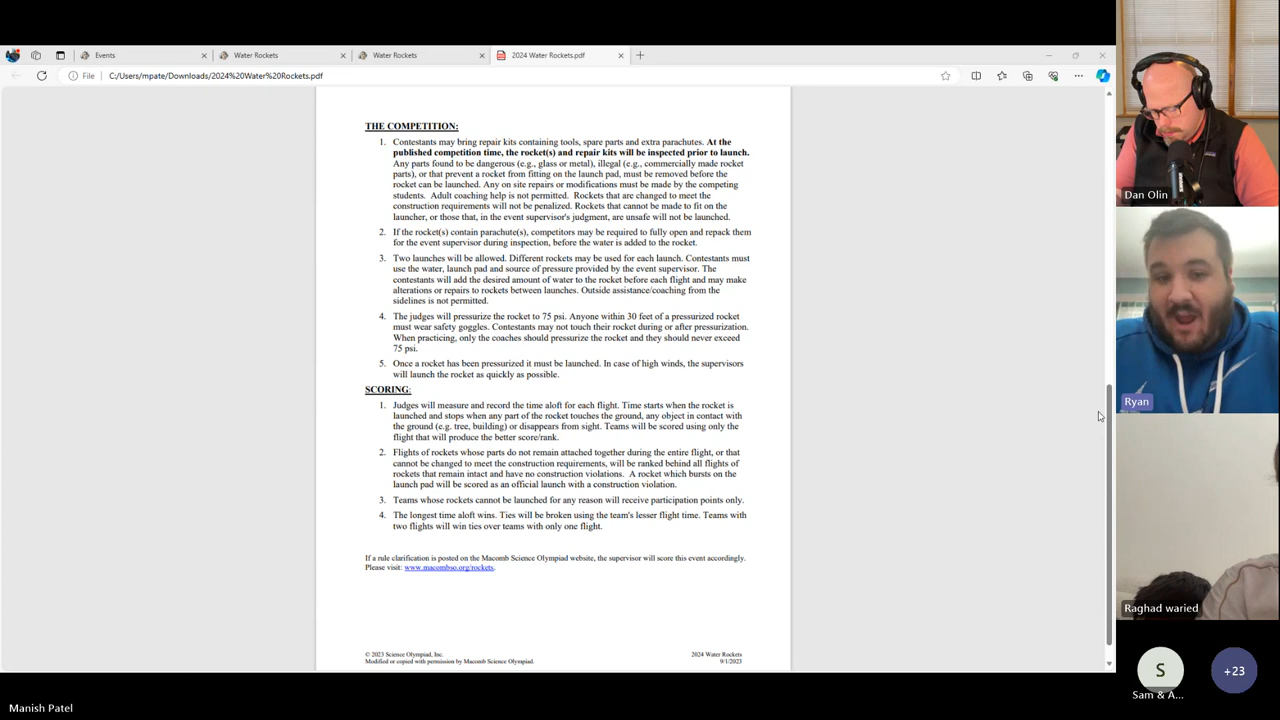 Events
Water Rockets
Water Rockets
2024 Water Rockets.pdf
File
C:/Users/mpate/Downloads/2024%20Water%20Rockets.pdf
THE COMPETITION:
1. Contestants may bring repair kits containing tools, spare parts and extra parachutes. At the
published competition time, the rocket(s) and repair kits will be inspected prior to launch.
Any parts found to be dangerous (e.g., glass or metal), illegal (e.g., commercially made rocket
parts), or that prevent a rocket from fitting on the launch pad, must be removed before the
rocket can be launched. Any on site repairs or modifications must be made by the competing
students. Adult coaching help is not permitted. Rockets that are changed to meet the
construction requirements will not be penalized. Rockets that cannot be made to fit on the
launcher, or those that, in the event supervisor's judgment, are unsafe will not be launched.
2. If the rocket(s) contain parachute(s), competitors may be required to fully open and repack them
for the event supervisor during inspection, before the water is added to the rocket.
3. Two launches will be allowed. Different rockets may be used for each launch. Contestants must
use the water, launch pad and source of pressure provided by the event supervisor. The
contestants will add the desired amount of water to the rocket before each flight and may make
alterations or repairs to rockets between launches. Outside assistance/coaching from the
sidelines is not permitted.
4. The judges will pressurize the rocket to 75 psi. Anyone within 30 feet of a pressurized rocket
must wear safety goggles. Contestants may not touch their rocket during or after pressurization.
When practicing, only the coaches should pressurize the rocket and they should never exceed
75 psi.
5. Once a rocket has been pressurized it must be launched. In case of high winds, the supervisors
will launch the rocket as quickly as possible.
SCORING:
1. Judges will measure and record the time aloft for each flight. Time starts when the rocket is
launched and stops when any part of the rocket touches the ground, any object in contact with
the ground (e.g. tree, building) or disappears from sight. Teams will be scored using only the
flight that will produce the better score/rank.
2. Flights of rockets whose parts do not remain attached together during the entire flight, or that
cannot be changed to meet the construction requirements, will be ranked behind all flights of
rockets that remain intact and have no construction violations. A rocket which bursts on the
launch pad will be scored as an official launch with a construction violation.
3. Teams whose rockets cannot be launched for any reason will receive participation points only.
4. The longest time aloft wins. Ties will be broken using the team's lesser flight time. Teams with
two flights will win ties over teams with only one flight.
If a rule clarification is posted on the Macomb Science Olympiad website, the supervisor will score this event accordingly.
Please visit: www.macombso.org/rockets.
© 2023 Science Olympiad, Inc.
Modified or copied with permission by Macomb Science Olympiad.
2024 Water Rockets
9/1/2023
Dan Olin
Ryan
Raghad waried
S
Sam & A...
+23
Manish Patel